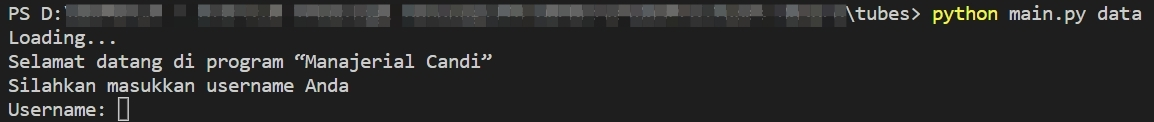 PS D:\ \tubes> python main.py data
Loading...
Selamat datang di program “Manajerial Candi”
Silahkan masukkan username Anda
Username: